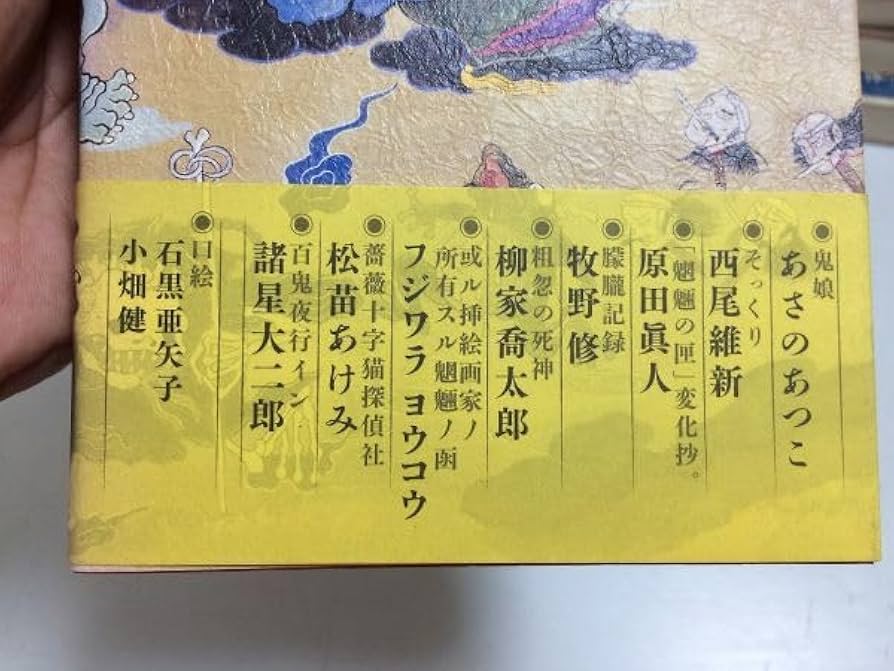 ◉鬼娘
あさのあつこ
◉そっくり
西尾維新
◉「魍魎の匣」変化抄。
原田眞人
◉朦朧記録
牧野修
◉粗忽の死神
柳家喬太郎
◉或ル挿絵画家ノ
所有スル魍魎ノ函
フジワラ ヨウコウ
◉薔薇十字猫探偵社
松苗あけみ
◉百鬼夜行イン
諸星大二郎
◉口絵
石黒亜矢子
小畑健